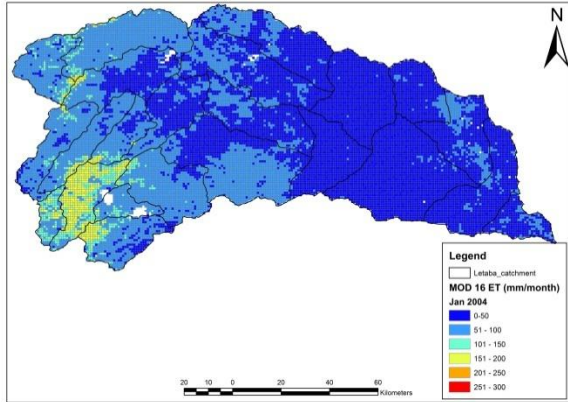 N
Legend
Letaba_catchment
MOD 16 ET (mm/month)
Jan 2004
0-50
51 - 100
101 - 150
151 - 200
201 - 250
251 - 300
20 10 0 20 40 60
Kilometers